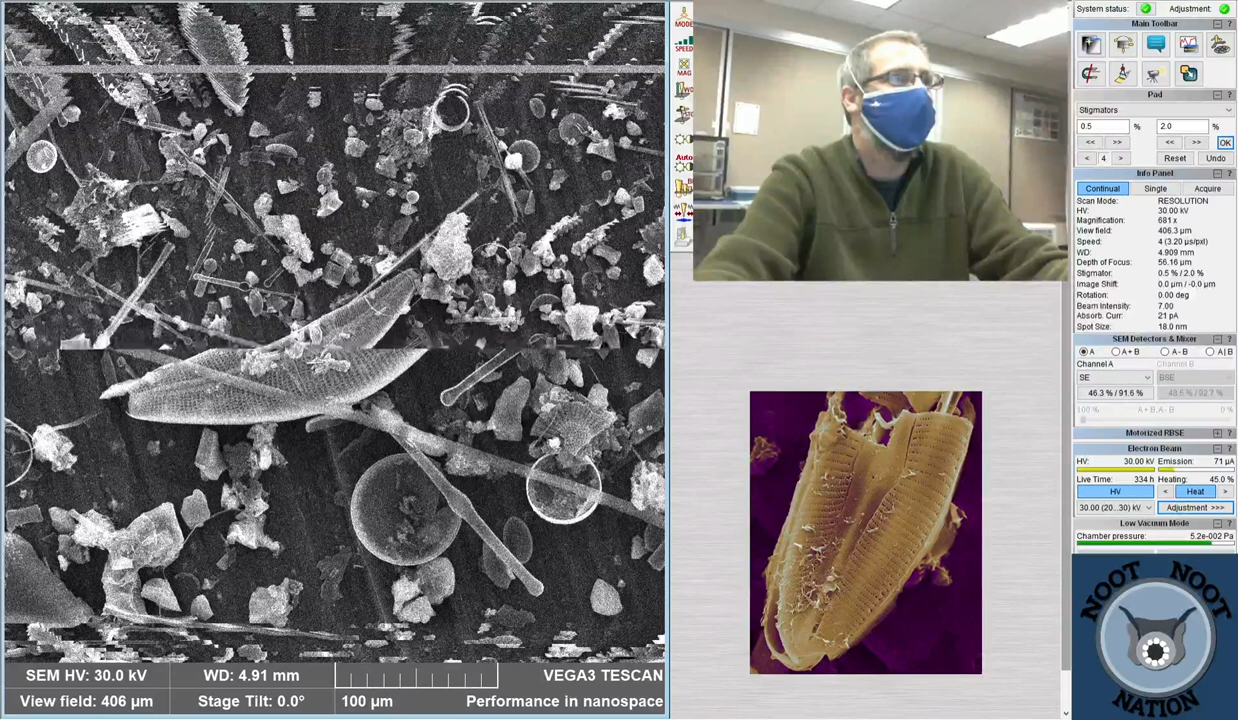 SEM HV: 30.0 kV
WD: 4.91 mm
VEGA3 TESCAN
View field: 406 µm
Stage Tilt: 0.0°
100 µm
Performance in nanospace
MODE
SPEED
MAG
Auto
System status:
Adjustment:
Main Toolbar
Pad
Stigmators
0.5 % 2.0 %
<< >> << >> OK
< 4 > Reset Undo
Info Panel
Continual Single Acquire
Scan Mode: RESOLUTION
HV: 30.00 kV
Magnification: 681 x
View field: 406.3 µm
Speed: 4 (3.20 µs/pxl)
WD: 4.909 mm
Depth of Focus: 56.16 µm
Stigmator: 0.5 % / 2.0 %
Image Shift: 0.0 µm / -0.0 µm
Rotation: 0.00 deg
Beam Intensity: 7.00
Absorb. Curr: 21 pA
Spot Size: 18.0 nm
SEM Detectors & Mixer
A A + B A - B A | B
Channel A Channel B
SE BSE
46.3 % / 91.6 %
100 % A + B,A - B 0 %
Motorized RBSE
Electron Beam
HV: 30.00 kV Emission: 71 µA
Live Time: 334 h Heating: 45.0 %
HV < Heat >
30.00 (20...30) kV Adjustment >>>
Low Vacuum Mode
Chamber pressure: 5.2e-002 Pa
NOOT NOOT
NATION